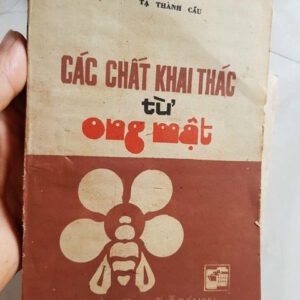 TẠ THÀNH CẤU
CÁC CHẤT KHAI THÁC
từ
ong mật